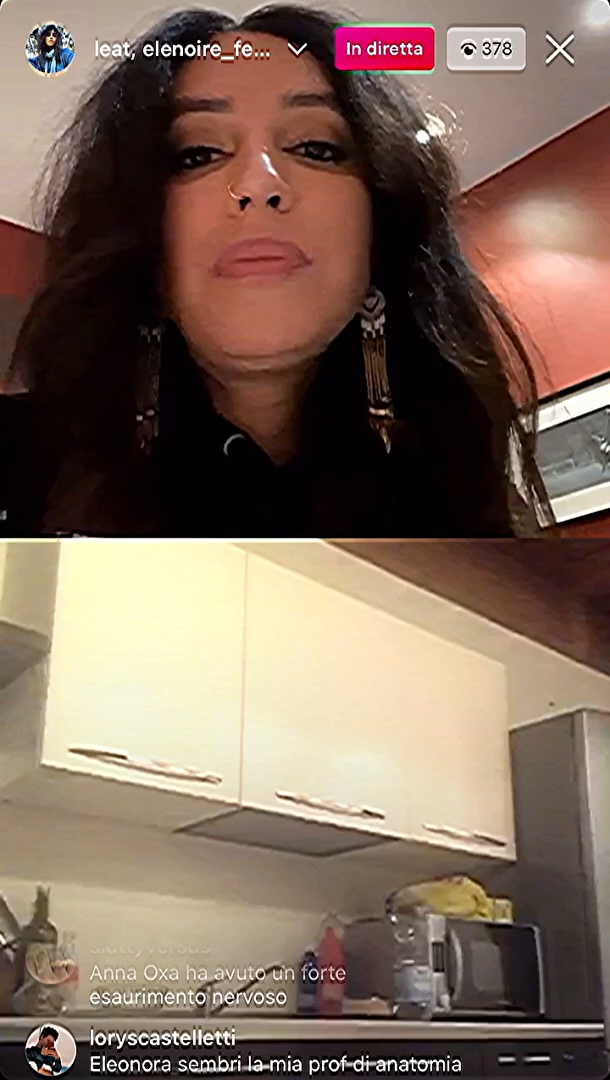 leat, elenoire_fe...
In diretta
378
sluttyversus
Anna Oxa ha avuto un forte
esaurimento nervoso
loryscastelletti
Eleonora sembri la mia prof di anatomia